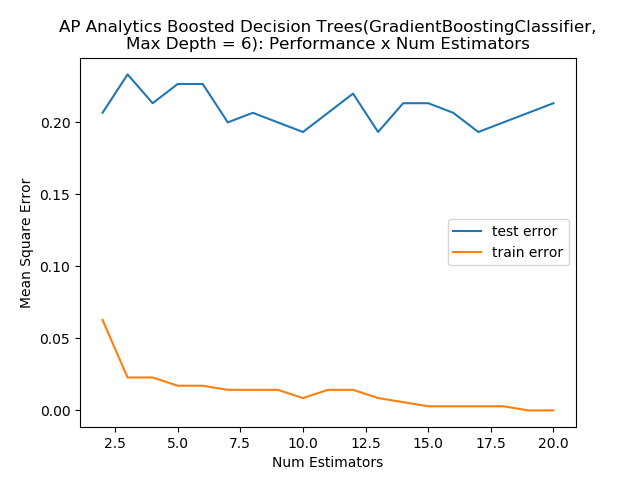 AP Analytics Boosted Decision Trees(GradientBoostingClassifier,
Max Depth = 6): Performance x Num Estimators
Mean Square Error
0.20
0.15
0.10
0.05
0.00
test error
train error
2.5 5.0 7.5 10.0 12.5 15.0 17.5 20.0
Num Estimators